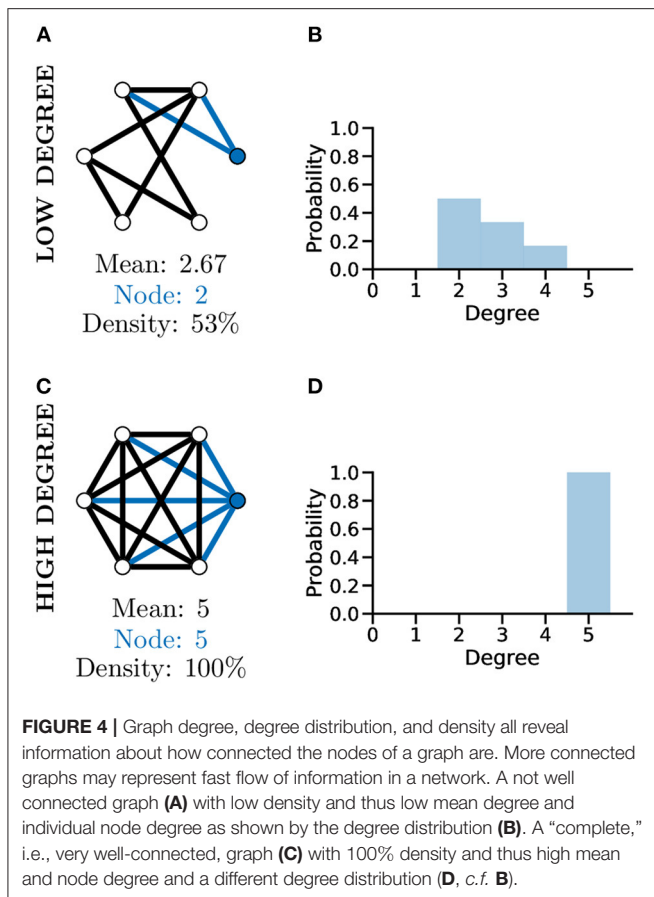 A
LOW DEGREE
Mean: 2.67
Node: 2
Density: 53%
B
Probability
1.0
0.8
0.6
0.4
0.2
0.0
0 1 2 3 4 5
Degree
C
HIGH DEGREE
Mean: 5
Node: 5
Density: 100%
D
Probability
1.0
0.8
0.6
0.4
0.2
0.0
0 1 2 3 4 5
Degree
FIGURE 4 | Graph degree, degree distribution, and density all reveal
information about how connected the nodes of a graph are. More connected
graphs may represent fast flow of information in a network. A not well
connected graph (A) with low density and thus low mean degree and
individual node degree as shown by the degree distribution (B). A “complete,”
i.e., very well-connected, graph (C) with 100% density and thus high mean
and node degree and a different degree distribution (D, c.f. B).